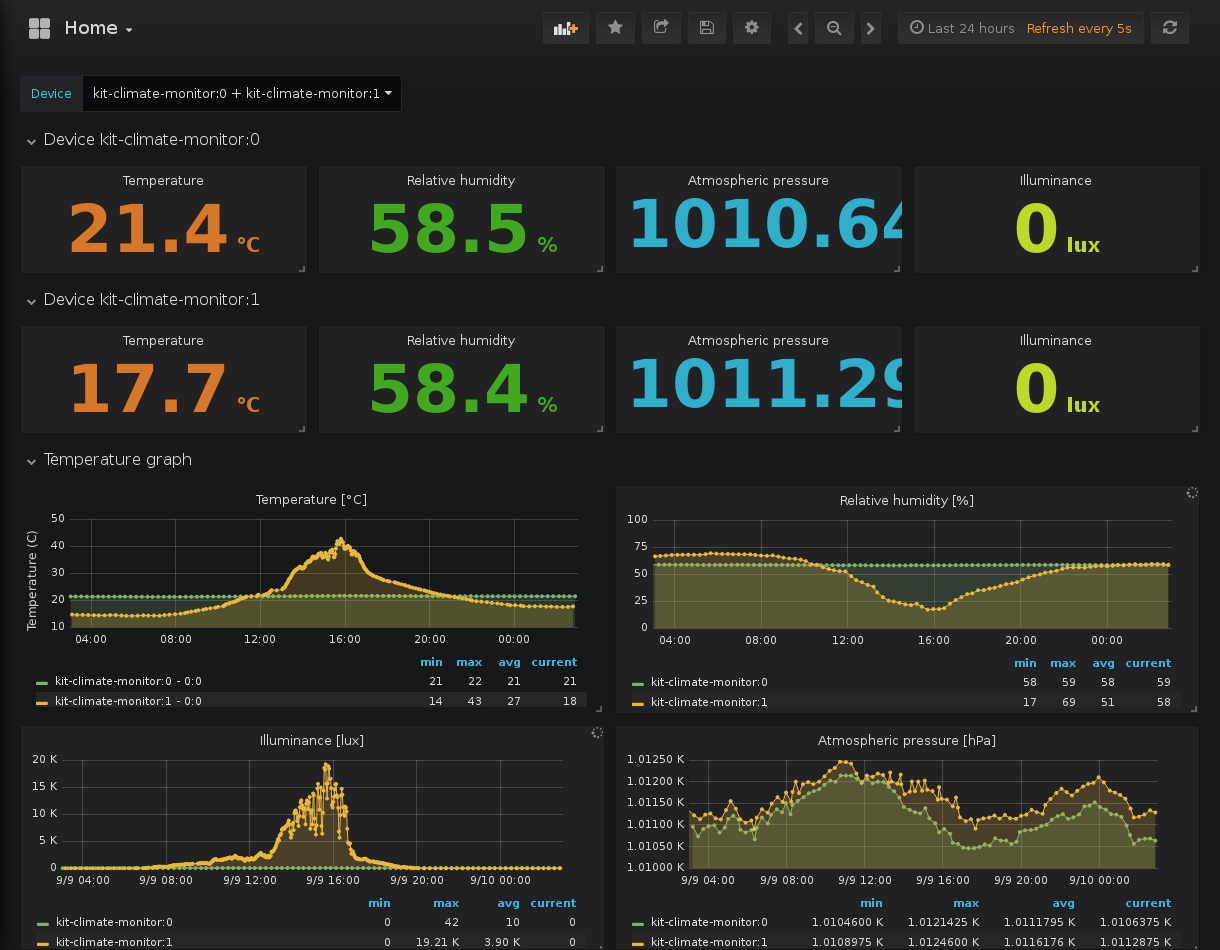 Home
Last 24 hours Refresh every 5s
Device kit-climate-monitor:0 + kit-climate-monitor:1
Device kit-climate-monitor:0
Temperature Relative humidity Atmospheric pressure Illuminance
21.4 °C 58.5 % 1010.64 0 lux
Device kit-climate-monitor:1
Temperature Relative humidity Atmospheric pressure Illuminance
17.7 °C 58.4 % 1011.29 0 lux
Temperature graph
Temperature [°C]
Temperature (C)
50
40
30
20
10
04:00 08:00 12:00 16:00 20:00 00:00
min max avg current
kit-climate-monitor:0 - 0:0 21 22 21 21
kit-climate-monitor:1 - 0:0 14 43 27 18
Relative humidity [%]
100
75
50
25
0
04:00 08:00 12:00 16:00 20:00 00:00
min max avg current
kit-climate-monitor:0 58 59 58 59
kit-climate-monitor:1 17 69 51 58
Illuminance [lux]
20 K
15 K
10 K
5 K
0
9/9 04:00 9/9 08:00 9/9 12:00 9/9 16:00 9/9 20:00 9/10 00:00
min max avg current
kit-climate-monitor:0 0 42 10 0
kit-climate-monitor:1 0 19.21 K 3.90 K 0
Atmospheric pressure [hPa]
1.01250 K
1.01200 K
1.01150 K
1.01100 K
1.01050 K
1.01000 K
9/9 04:00 9/9 08:00 9/9 12:00 9/9 16:00 9/9 20:00 9/10 00:00
min max avg current
kit-climate-monitor:0 1.0104600 K 1.0121425 K 1.0111795 K 1.0106375 K
kit-climate-monitor:1 1.0108975 K 1.0124600 K 1.0116176 K 1.0112875 K